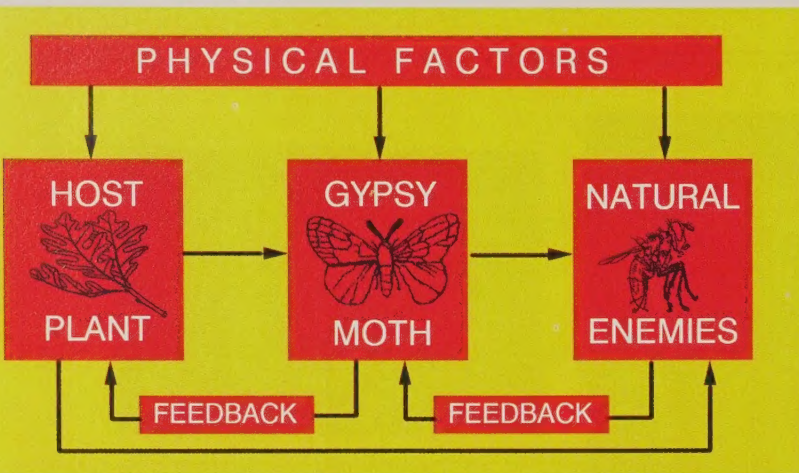 PHYSICAL FACTORS
HOST
PLANT
GYPSY
MOTH
NATURAL
ENEMIES
FEEDBACK
FEEDBACK